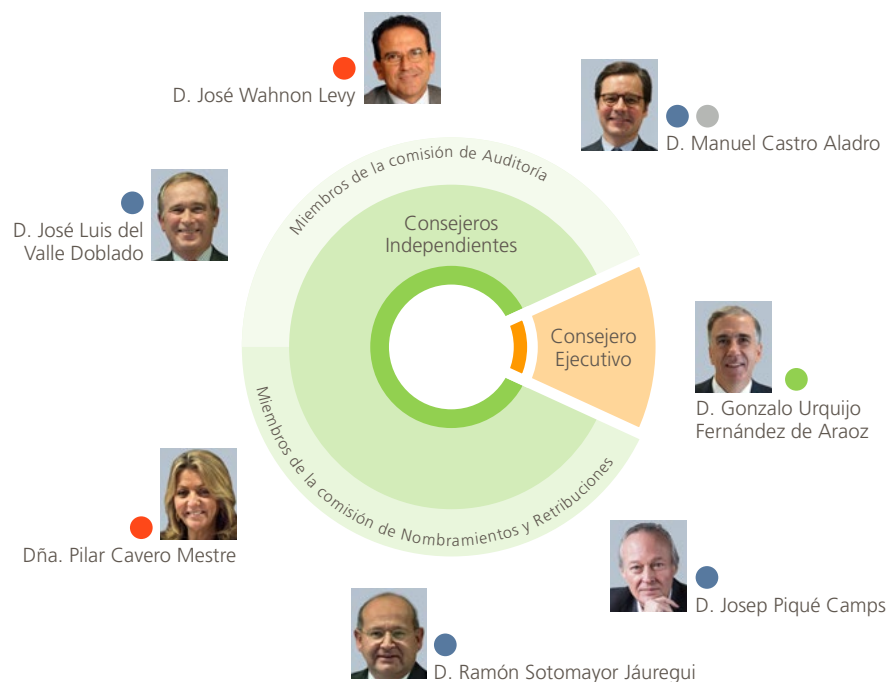 D. José Wahnon Levy
D. Manuel Castro Aladro
Miembros de la comisión de Auditoría
D. José Luis del
Valle Doblado
Consejeros
Independientes
Consejero
Ejecutivo
D. Gonzalo Urquijo
Fernández de Araoz
Miembros de la comisión de Nombramientos y Retribuciones
Dña. Pilar Cavero Mestre
D. Josep Piqué Camps
D. Ramón Sotomayor Jáuregui